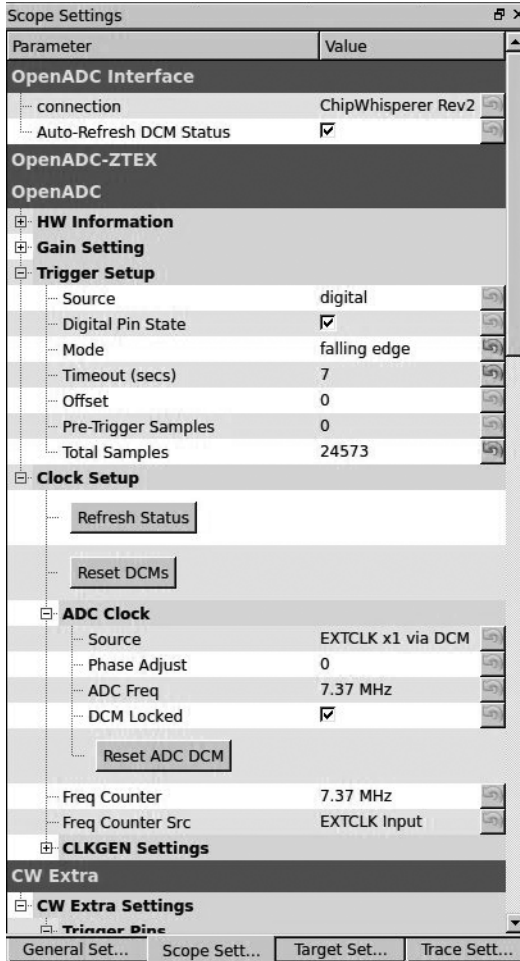 Scope Settings
Parameter Value
OpenADC Interface
connection ChipWhisperer Rev2
Auto-Refresh DCM Status
OpenADC-ZTEX
OpenADC
HW Information
Gain Setting
Trigger Setup
Source digital
Digital Pin State
Mode falling edge
Timeout (secs) 7
Offset 0
Pre-Trigger Samples 0
Total Samples 24573
Clock Setup
Refresh Status
Reset DCMs
ADC Clock
Source EXTCLK x1 via DCM
Phase Adjust 0
ADC Freq 7.37 MHz
DCM Locked
Reset ADC DCM
Freq Counter 7.37 MHz
Freq Counter Src EXTCLK Input
CLKGEN Settings
CW Extra
CW Extra Settings
Trigger Pins
General Set... Scope Sett... Target Set... Trace Sett...